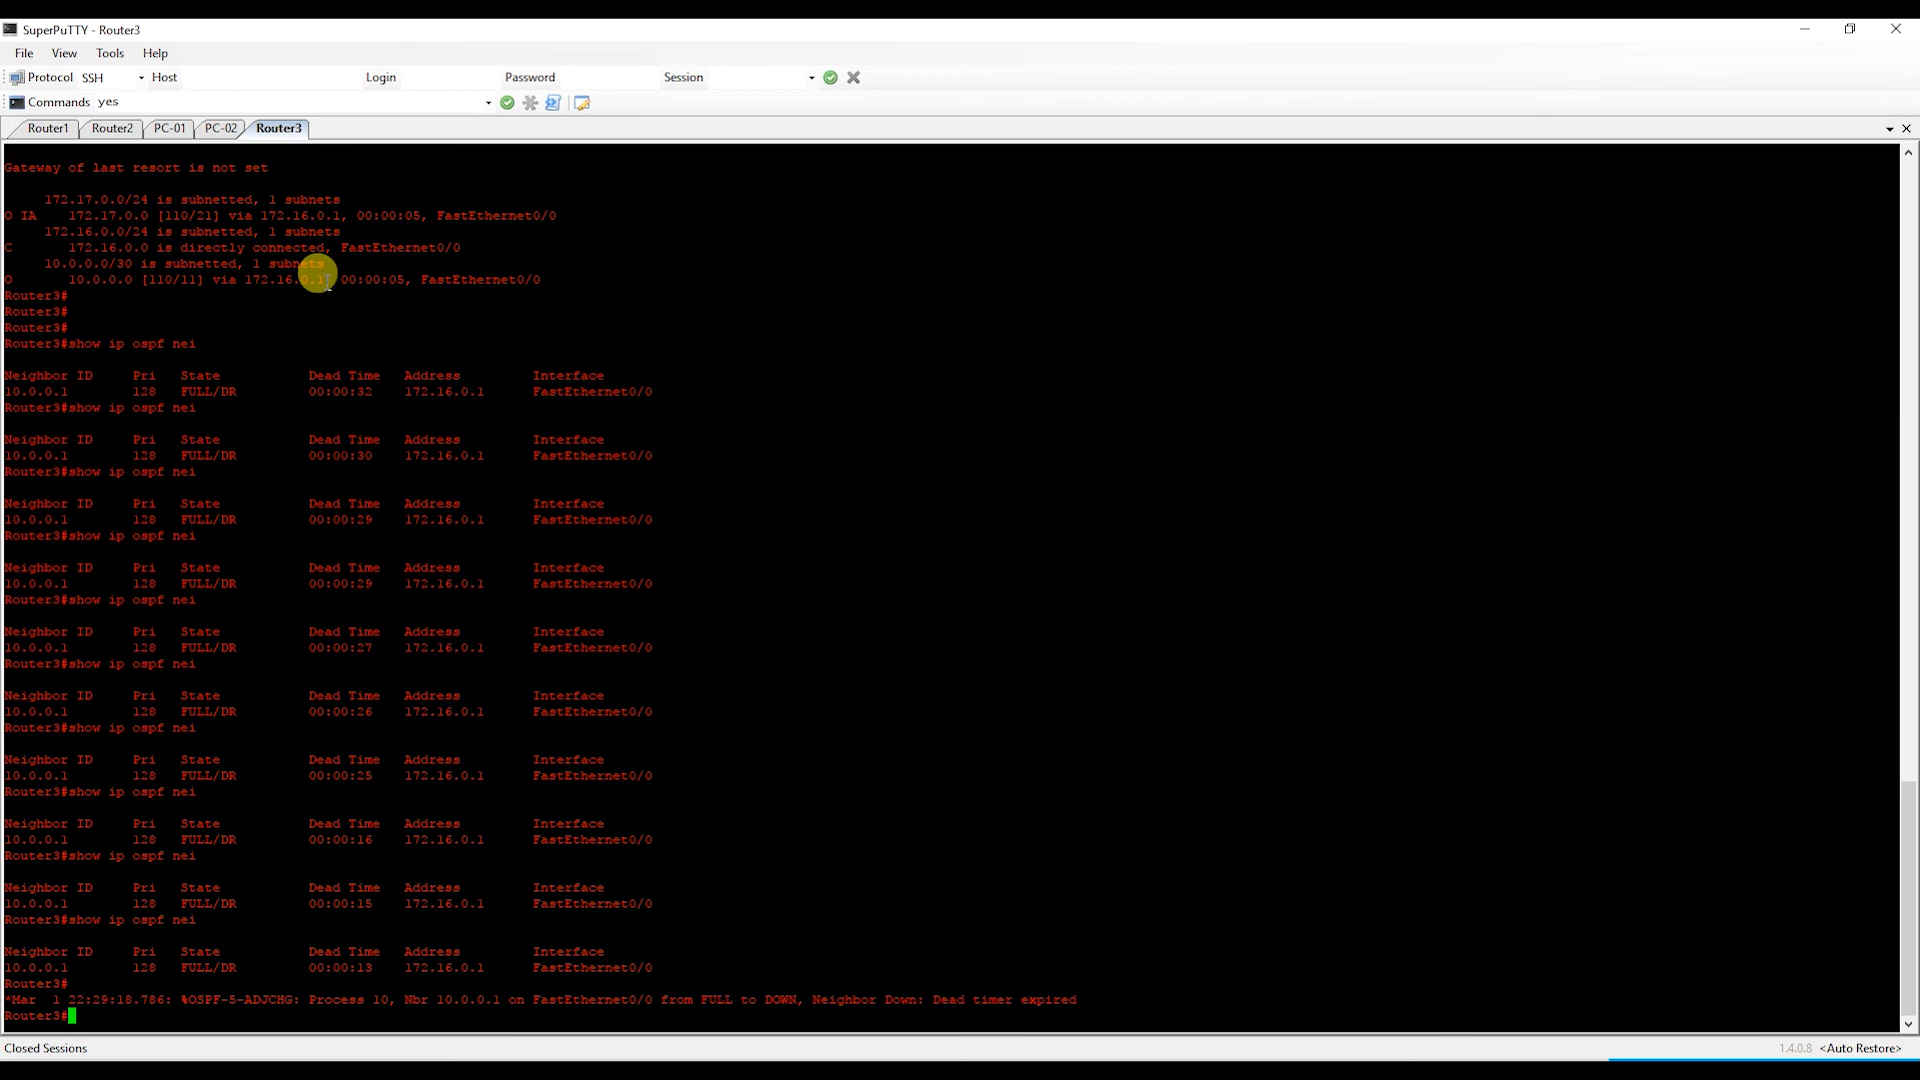 SuperPuTTY - Router3
File View Tools Help
Protocol SSH Host Login Password Session
Commands yes
Router1 Router2 PC-01 PC-02 Router3
Gateway of last resort is not set
172.17.0.0/24 is subnetted, 1 subnets
O IA 172.17.0.0 [110/21] via 172.16.0.1, 00:00:05, FastEthernet0/0
172.16.0.0/24 is subnetted, 1 subnets
C 172.16.0.0 is directly connected, FastEthernet0/0
10.0.0.0/30 is subnetted, 1 subnets
O 10.0.0.0 [110/11] via 172.16.0.1, 00:00:05, FastEthernet0/0
Router3#
Router3#
Router3#
Router3#show ip ospf nei
Neighbor ID Pri State Dead Time Address Interface
10.0.0.1 128 FULL/DR 00:00:32 172.16.0.1 FastEthernet0/0
Router3#show ip ospf nei
Neighbor ID Pri State Dead Time Address Interface
10.0.0.1 128 FULL/DR 00:00:30 172.16.0.1 FastEthernet0/0
Router3#show ip ospf nei
Neighbor ID Pri State Dead Time Address Interface
10.0.0.1 128 FULL/DR 00:00:29 172.16.0.1 FastEthernet0/0
Router3#show ip ospf nei
Neighbor ID Pri State Dead Time Address Interface
10.0.0.1 128 FULL/DR 00:00:29 172.16.0.1 FastEthernet0/0
Router3#show ip ospf nei
Neighbor ID Pri State Dead Time Address Interface
10.0.0.1 128 FULL/DR 00:00:27 172.16.0.1 FastEthernet0/0
Router3#show ip ospf nei
Neighbor ID Pri State Dead Time Address Interface
10.0.0.1 128 FULL/DR 00:00:26 172.16.0.1 FastEthernet0/0
Router3#show ip ospf nei
Neighbor ID Pri State Dead Time Address Interface
10.0.0.1 128 FULL/DR 00:00:25 172.16.0.1 FastEthernet0/0
Router3#show ip ospf nei
Neighbor ID Pri State Dead Time Address Interface
10.0.0.1 128 FULL/DR 00:00:16 172.16.0.1 FastEthernet0/0
Router3#show ip ospf nei
Neighbor ID Pri State Dead Time Address Interface
10.0.0.1 128 FULL/DR 00:00:15 172.16.0.1 FastEthernet0/0
Router3#show ip ospf nei
Neighbor ID Pri State Dead Time Address Interface
10.0.0.1 128 FULL/DR 00:00:13 172.16.0.1 FastEthernet0/0
Router3#
*Mar 1 22:29:18.786: %OSPF-5-ADJCHG: Process 10, Nbr 10.0.0.1 on FastEthernet0/0 from FULL to DOWN, Neighbor Down: Dead timer expired
Router3#
Closed Sessions 1.4.0.8 <Auto Restore>